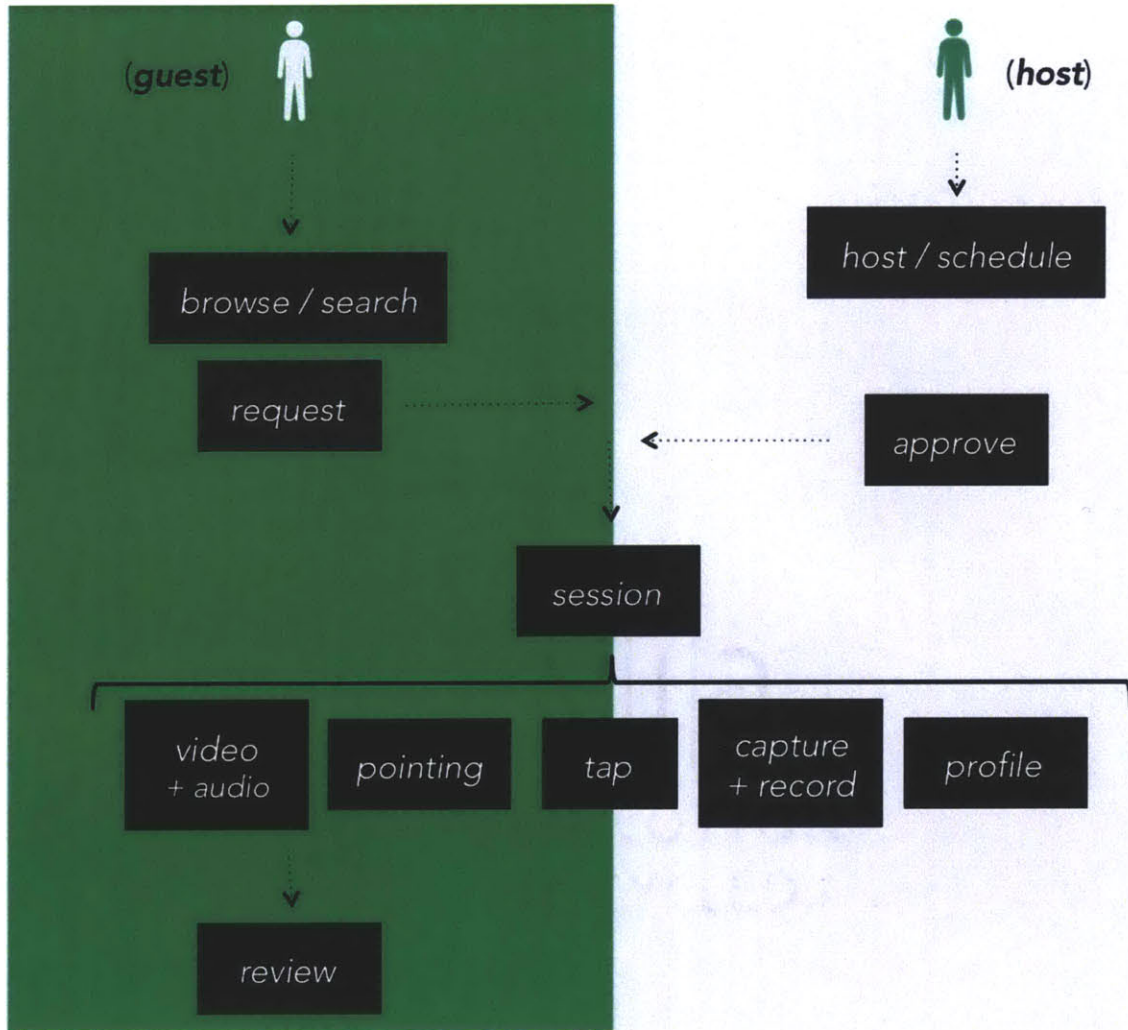 (guest)
(host)
host / schedule
browse / search
request
approve
session
video
+ audio
pointing
tap
capture
+ record
profile
review